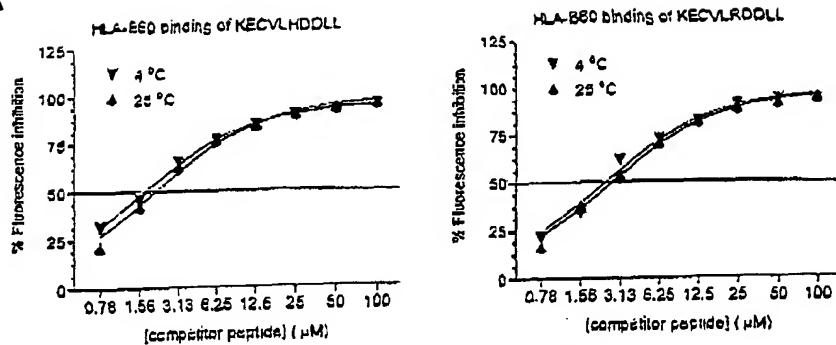 HLA-B60 binding of KECVLHDDLL
125
100
75
50
25
0
% Fluorescence inhibition
4 °C
25 °C
0.78 1.56 3.13 6.25 12.5 25 50 100
[competitor peptide] ( µM)
HLA-B60 binding of KECVLRDDLL
125
100
75
50
25
0
% Fluorescence inhibition
4 °C
25 °C
0.78 1.56 3.13 6.25 12.5 25 50 100
[competitor peptide] ( µM)